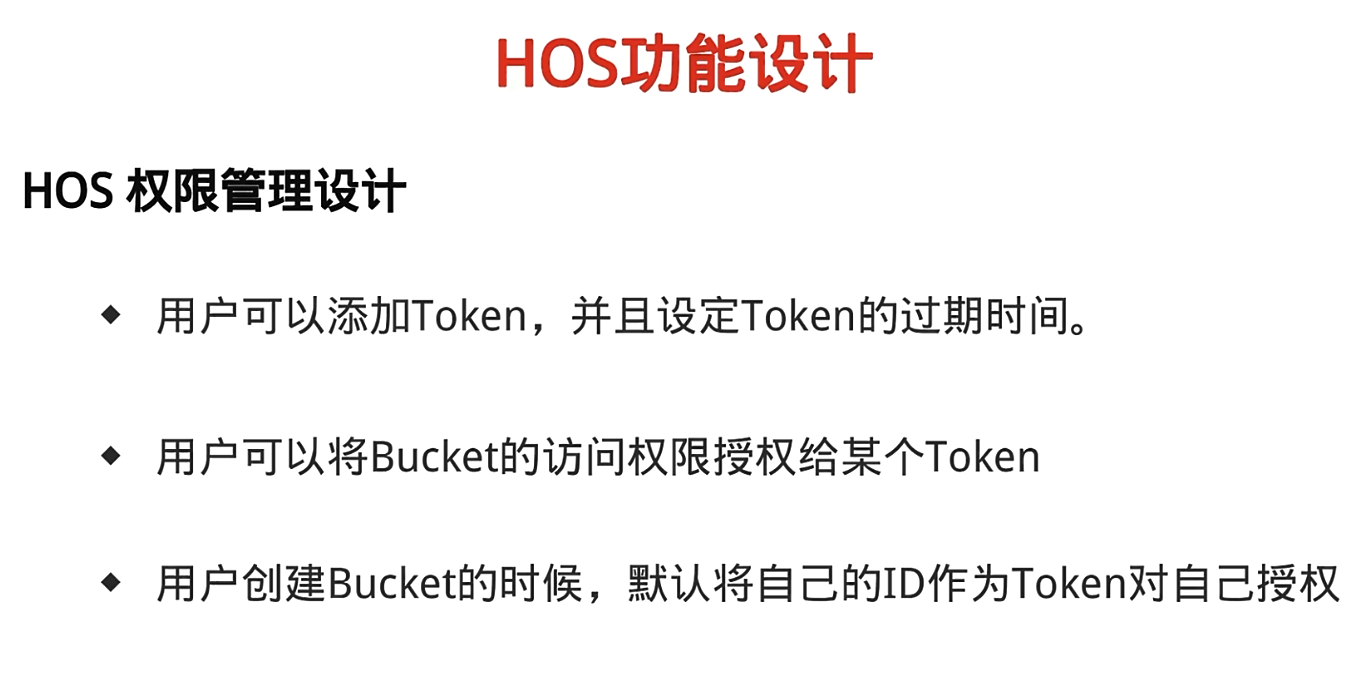 HOS功能设计
HOS 权限管理设计
◆ 用户可以添加Token，并且设定Token的过期时间。
◆ 用户可以将Bucket的访问权限授权给某个Token
◆ 用户创建Bucket的时候，默认将自己的ID作为Token对自己授权